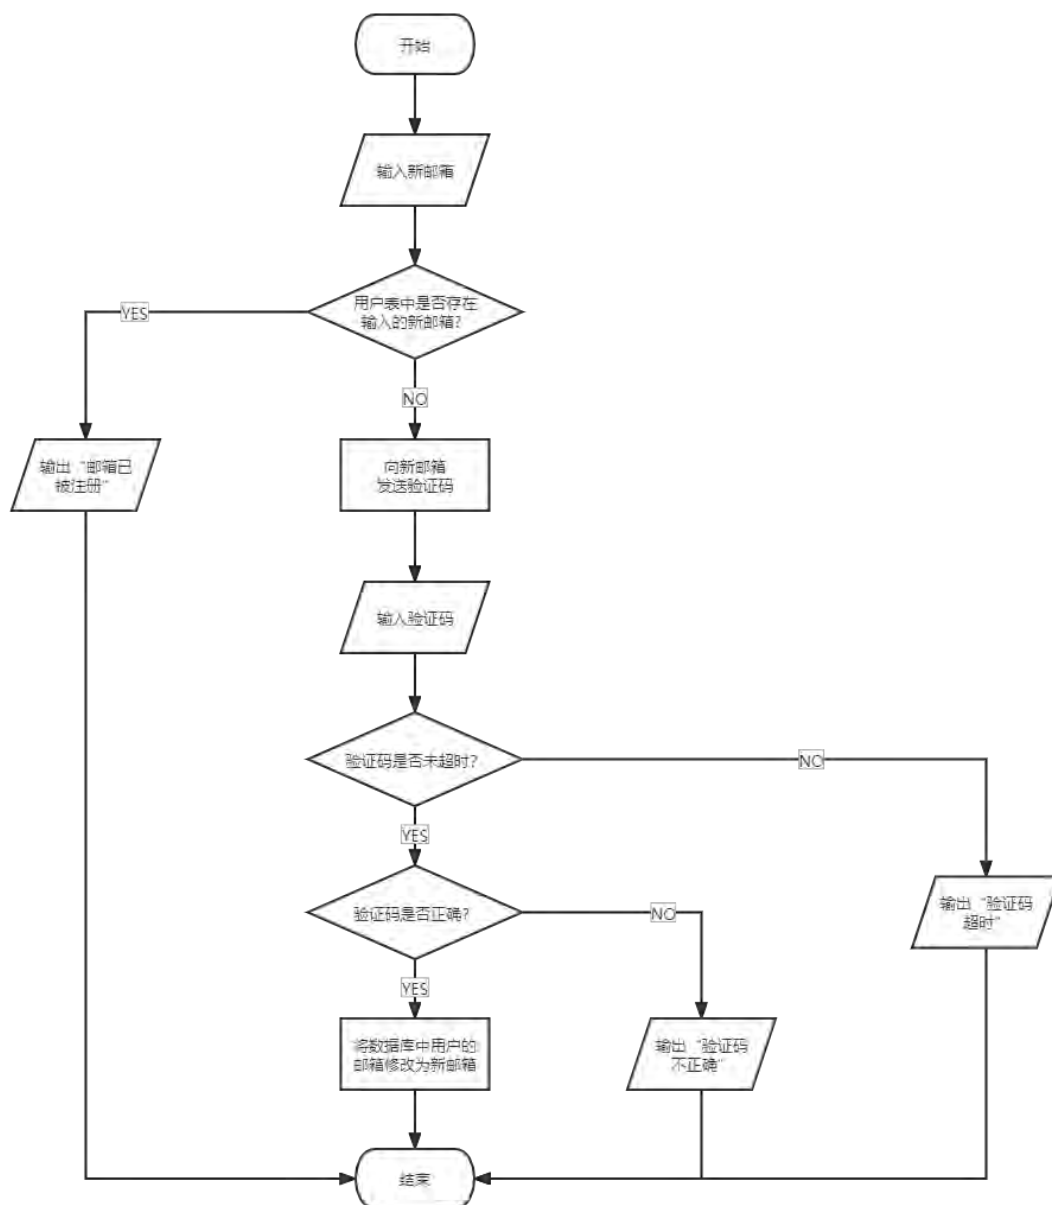 开始
输入新邮箱
用户表中是否存在
输入的新邮箱?
YES
NO
输出“邮箱已
被注册”
向新邮箱
发送验证码
输入验证码
验证码是否未超时?
NO
YES
验证码是否正确?
NO
输出“验证码
超时”
YES
将数据库中用户的
邮箱修改为新邮箱
输出“验证码
不正确”
结束